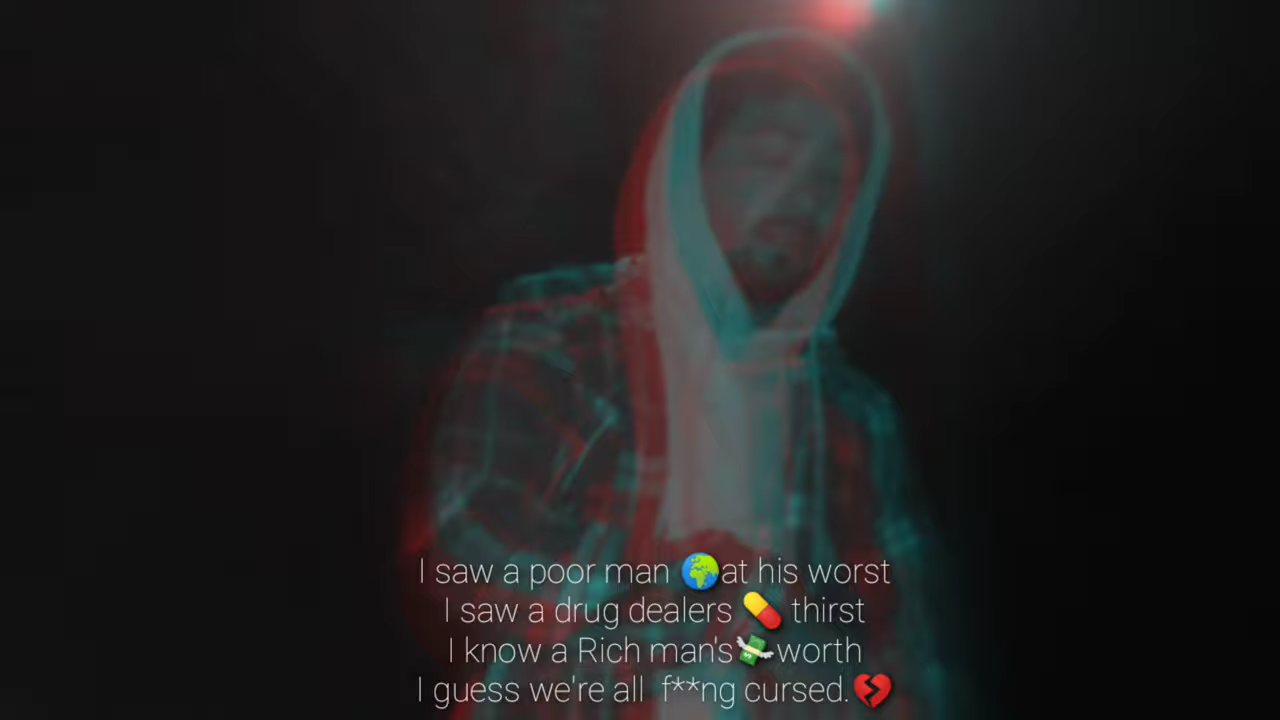 I saw a poor man 🌍at his worst
I saw a drug dealers 💊 thirst
I know a Rich man's💸worth
I guess we're all  f**ng cursed.💔